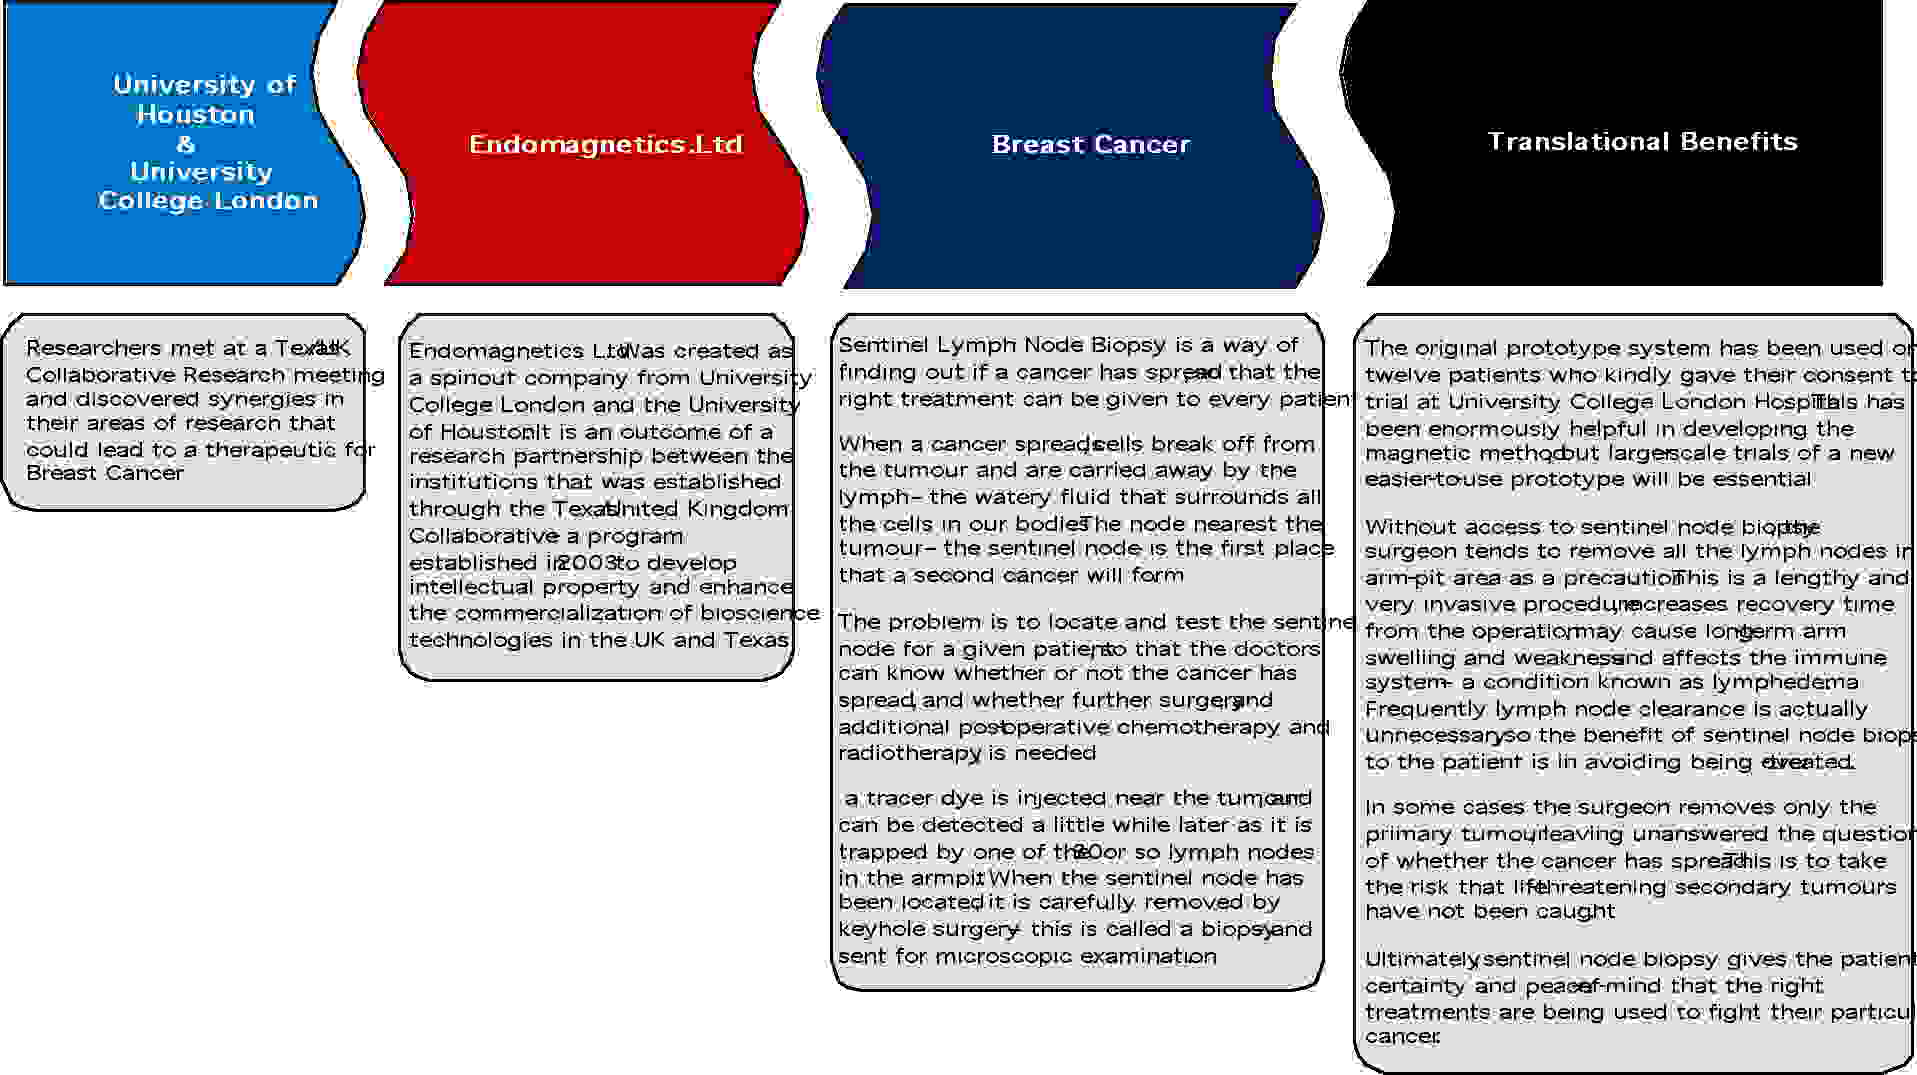 University of
Houston
&
University
College London
Endomagnetics.Ltd
Breast Cancer
Translational Benefits
Researchers met at a Texas/UK
Collaborative Research meeting
and discovered synergies in
their areas of research that
could lead to a therapeutic for
Breast Cancer
Endomagnetics Ltd. Was created as
a spinout company from University
College London and the University
of Houston. It is an outcome of a
research partnership between the
institutions that was established
through the Texas-United Kingdom
Collaborative a program
established in 2003 to develop
intellectual property and enhance
the commercialization of bioscience
technologies in the UK and Texas
Sentinel Lymph Node Biopsy is a way of
finding out if a cancer has spread, so that the
right treatment can be given to every patient
When a cancer spreads, cells break off from
the tumour and are carried away by the
lymph – the watery fluid that surrounds all
the cells in our bodies. The node nearest the
tumour – the sentinel node is the first place
that a second cancer will form
The problem is to locate and test the sentine
node for a given patient, so that the doctors
can know whether or not the cancer has
spread, and whether further surgery, and
additional post-operative chemotherapy and
radiotherapy, is needed
a tracer dye is injected near the tumour, and
can be detected a little while later as it is
trapped by one of the 30 or so lymph nodes
in the armpit. When the sentinel node has
been located, it is carefully removed by
keyhole surgery – this is called a biopsy – and
sent for microscopic examination
The original prototype system has been used on
twelve patients who kindly gave their consent to
trial at University College London Hospital. This has
been enormously helpful in developing the
magnetic method, but larger-scale trials of a new
easier-to-use prototype will be essential
Without access to sentinel node biopsy, the
surgeon tends to remove all the lymph nodes in
arm-pit area as a precaution. This is a lengthy and
very invasive procedure, increases recovery time
from the operation, may cause long-term arm
swelling and weakness, and affects the immune
system - a condition known as lymphedema.
Frequently lymph node clearance is actually
unnecessary, so the benefit of sentinel node biops
to the patient is in avoiding being over-treated.
In some cases the surgeon removes only the
primary tumour, leaving unanswered the question
of whether the cancer has spread. This is to take
the risk that life-threatening secondary tumours
have not been caught
Ultimately, sentinel node biopsy gives the patient
certainty and peace-of-mind that the right
treatments are being used to fight their particul
cancer.